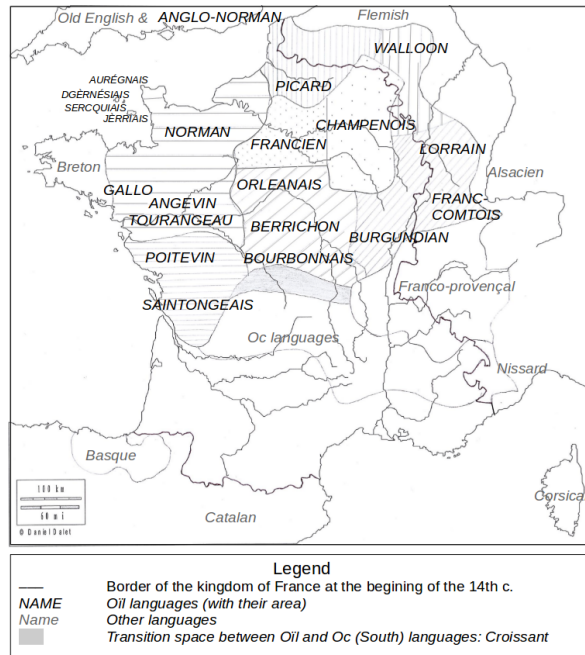 Old English & ANGLO-NORMAN
Flemish
WALLOON
AURÉGNAIS
DGÈRNÉSIAIS
SERCQUIAIS
JÈRRIAIS
PICARD
NORMAN
CHAMPENOIS
FRANCIEN
LORRAIN
Breton
Alsacien
GALLO
ORLEANAIS
FRANC-
COMTOIS
ANGEVIN
TOURANGEAU
BERRICHON
BURGUNDIAN
POITEVIN
BOURBONNAIS
Franco-provençal
SAINTONGEAIS
Oc languages
Nissard
Basque
100 km
60 mi
© Daniel Dalet
Catalan
Corsica
Legend
Border of the kingdom of France at the begining of the 14th c.
NAME Oïl languages (with their area)
Name Other languages
Transition space between Oïl and Oc (South) languages: Croissant